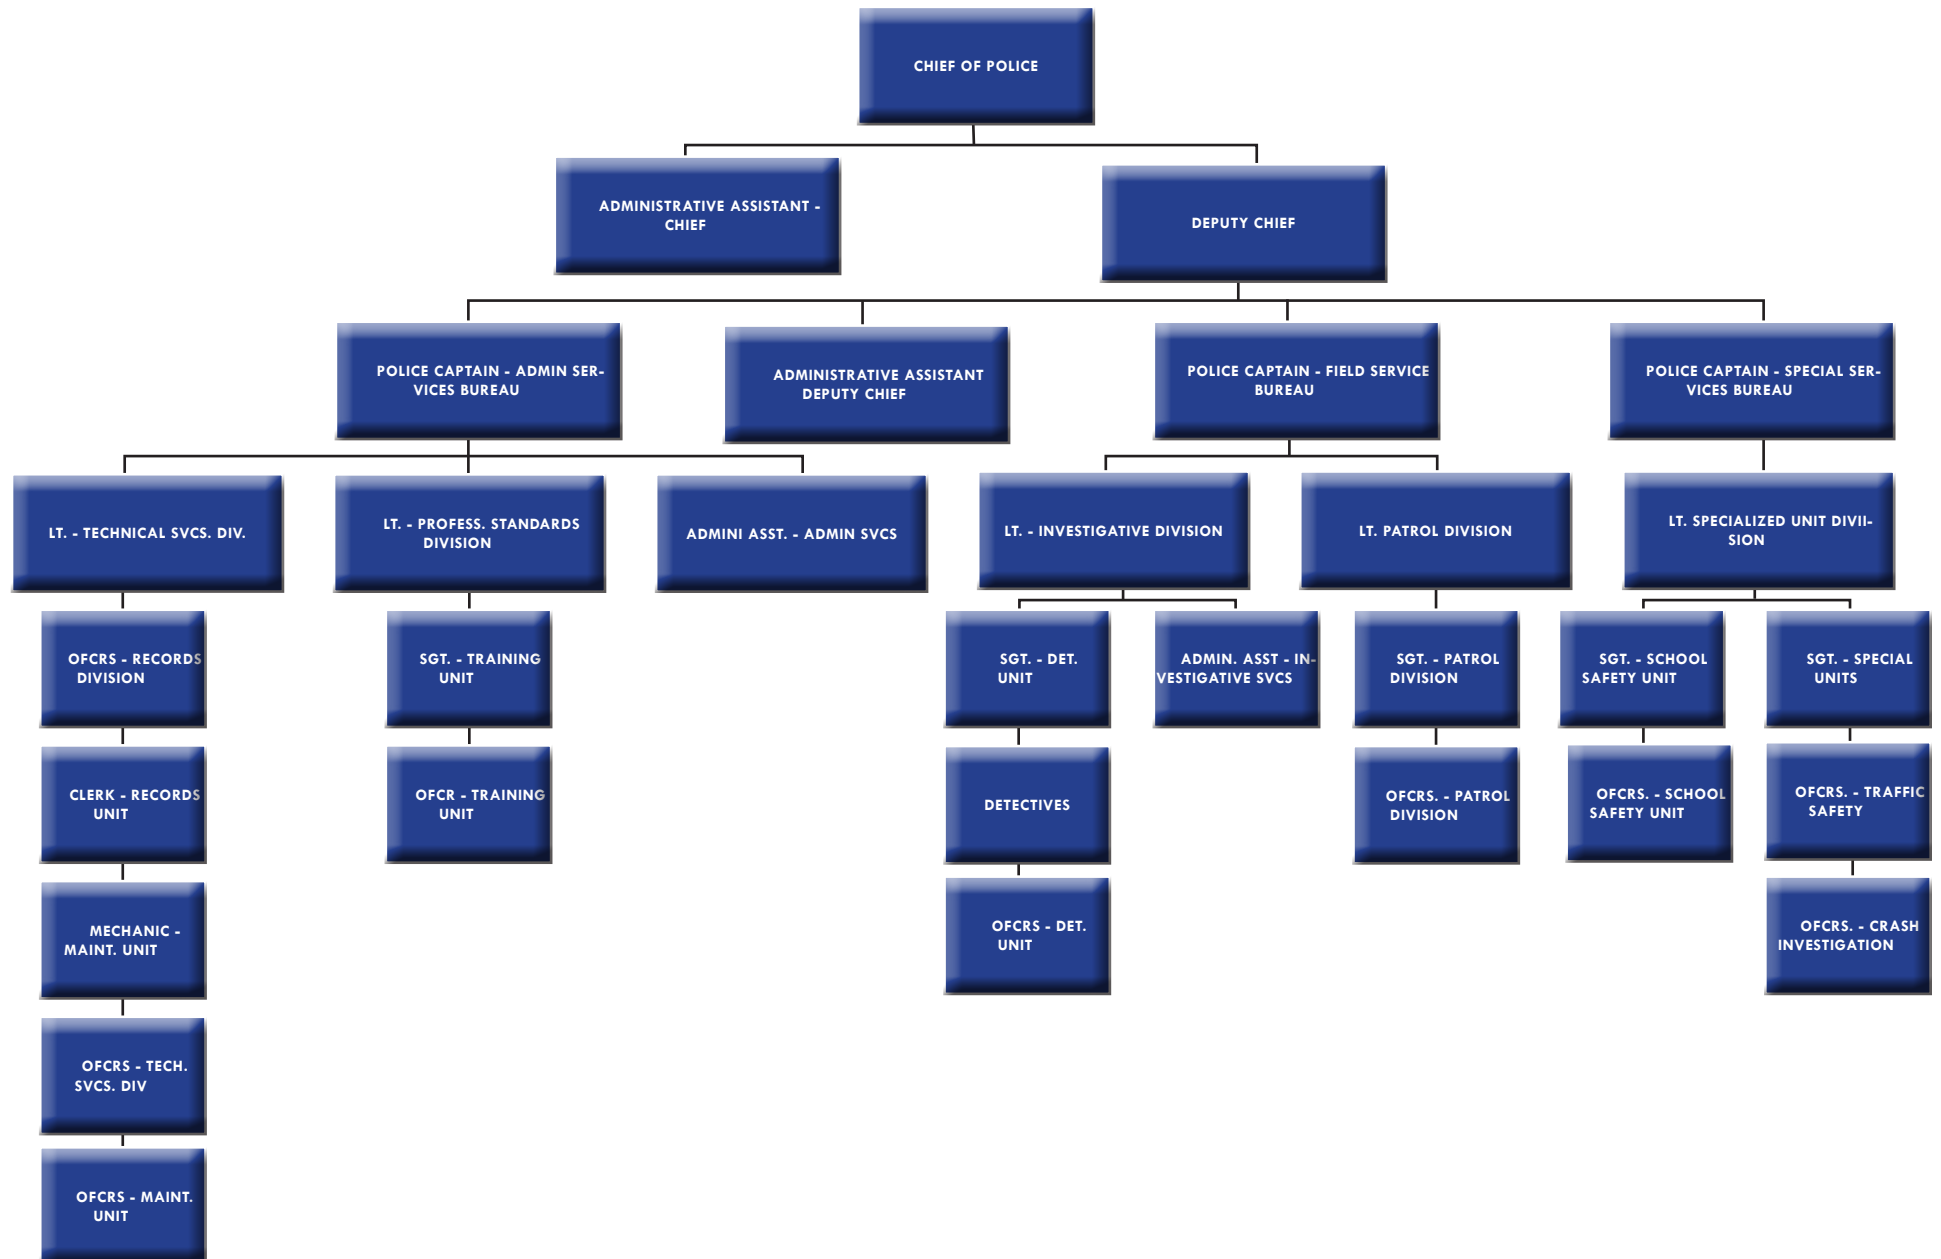 CHIEF OF POLICE
ADMINISTRATIVE ASSISTANT -
CHIEF
DEPUTY CHIEF
POLICE CAPTAIN - ADMIN SER-
VICES BUREAU
ADMINISTRATIVE ASSISTANT
DEPUTY CHIEF
POLICE CAPTAIN - FIELD SERVICE
BUREAU
POLICE CAPTAIN - SPECIAL SER-
VICES BUREAU
LT. - TECHNICAL SVCS. DIV.
LT. - PROFESS. STANDARDS
DIVISION
ADMINI ASST. - ADMIN SVCS
LT. - INVESTIGATIVE DIVISION
LT. PATROL DIVISION
LT. SPECIALIZED UNIT DIVII-
SION
OFCRS - RECORDS
DIVISION
SGT. - TRAINING
UNIT
SGT. - DET.
UNIT
ADMIN. ASST - IN-
VESTIGATIVE SVCS
SGT. - PATROL
DIVISION
SGT. - SCHOOL
SAFETY UNIT
SGT. - SPECIAL
UNITS
CLERK - RECORDS
UNIT
OFCR - TRAINING
UNIT
DETECTIVES
OFCRS. - PATROL
DIVISION
OFCRS. - SCHOOL
SAFETY UNIT
OFCRS. - TRAFFIC
SAFETY
MECHANIC -
MAINT. UNIT
OFCRS - DET.
UNIT
OFCRS. - CRASH
INVESTIGATION
OFCRS - TECH.
SVCS. DIV
OFCRS - MAINT.
UNIT